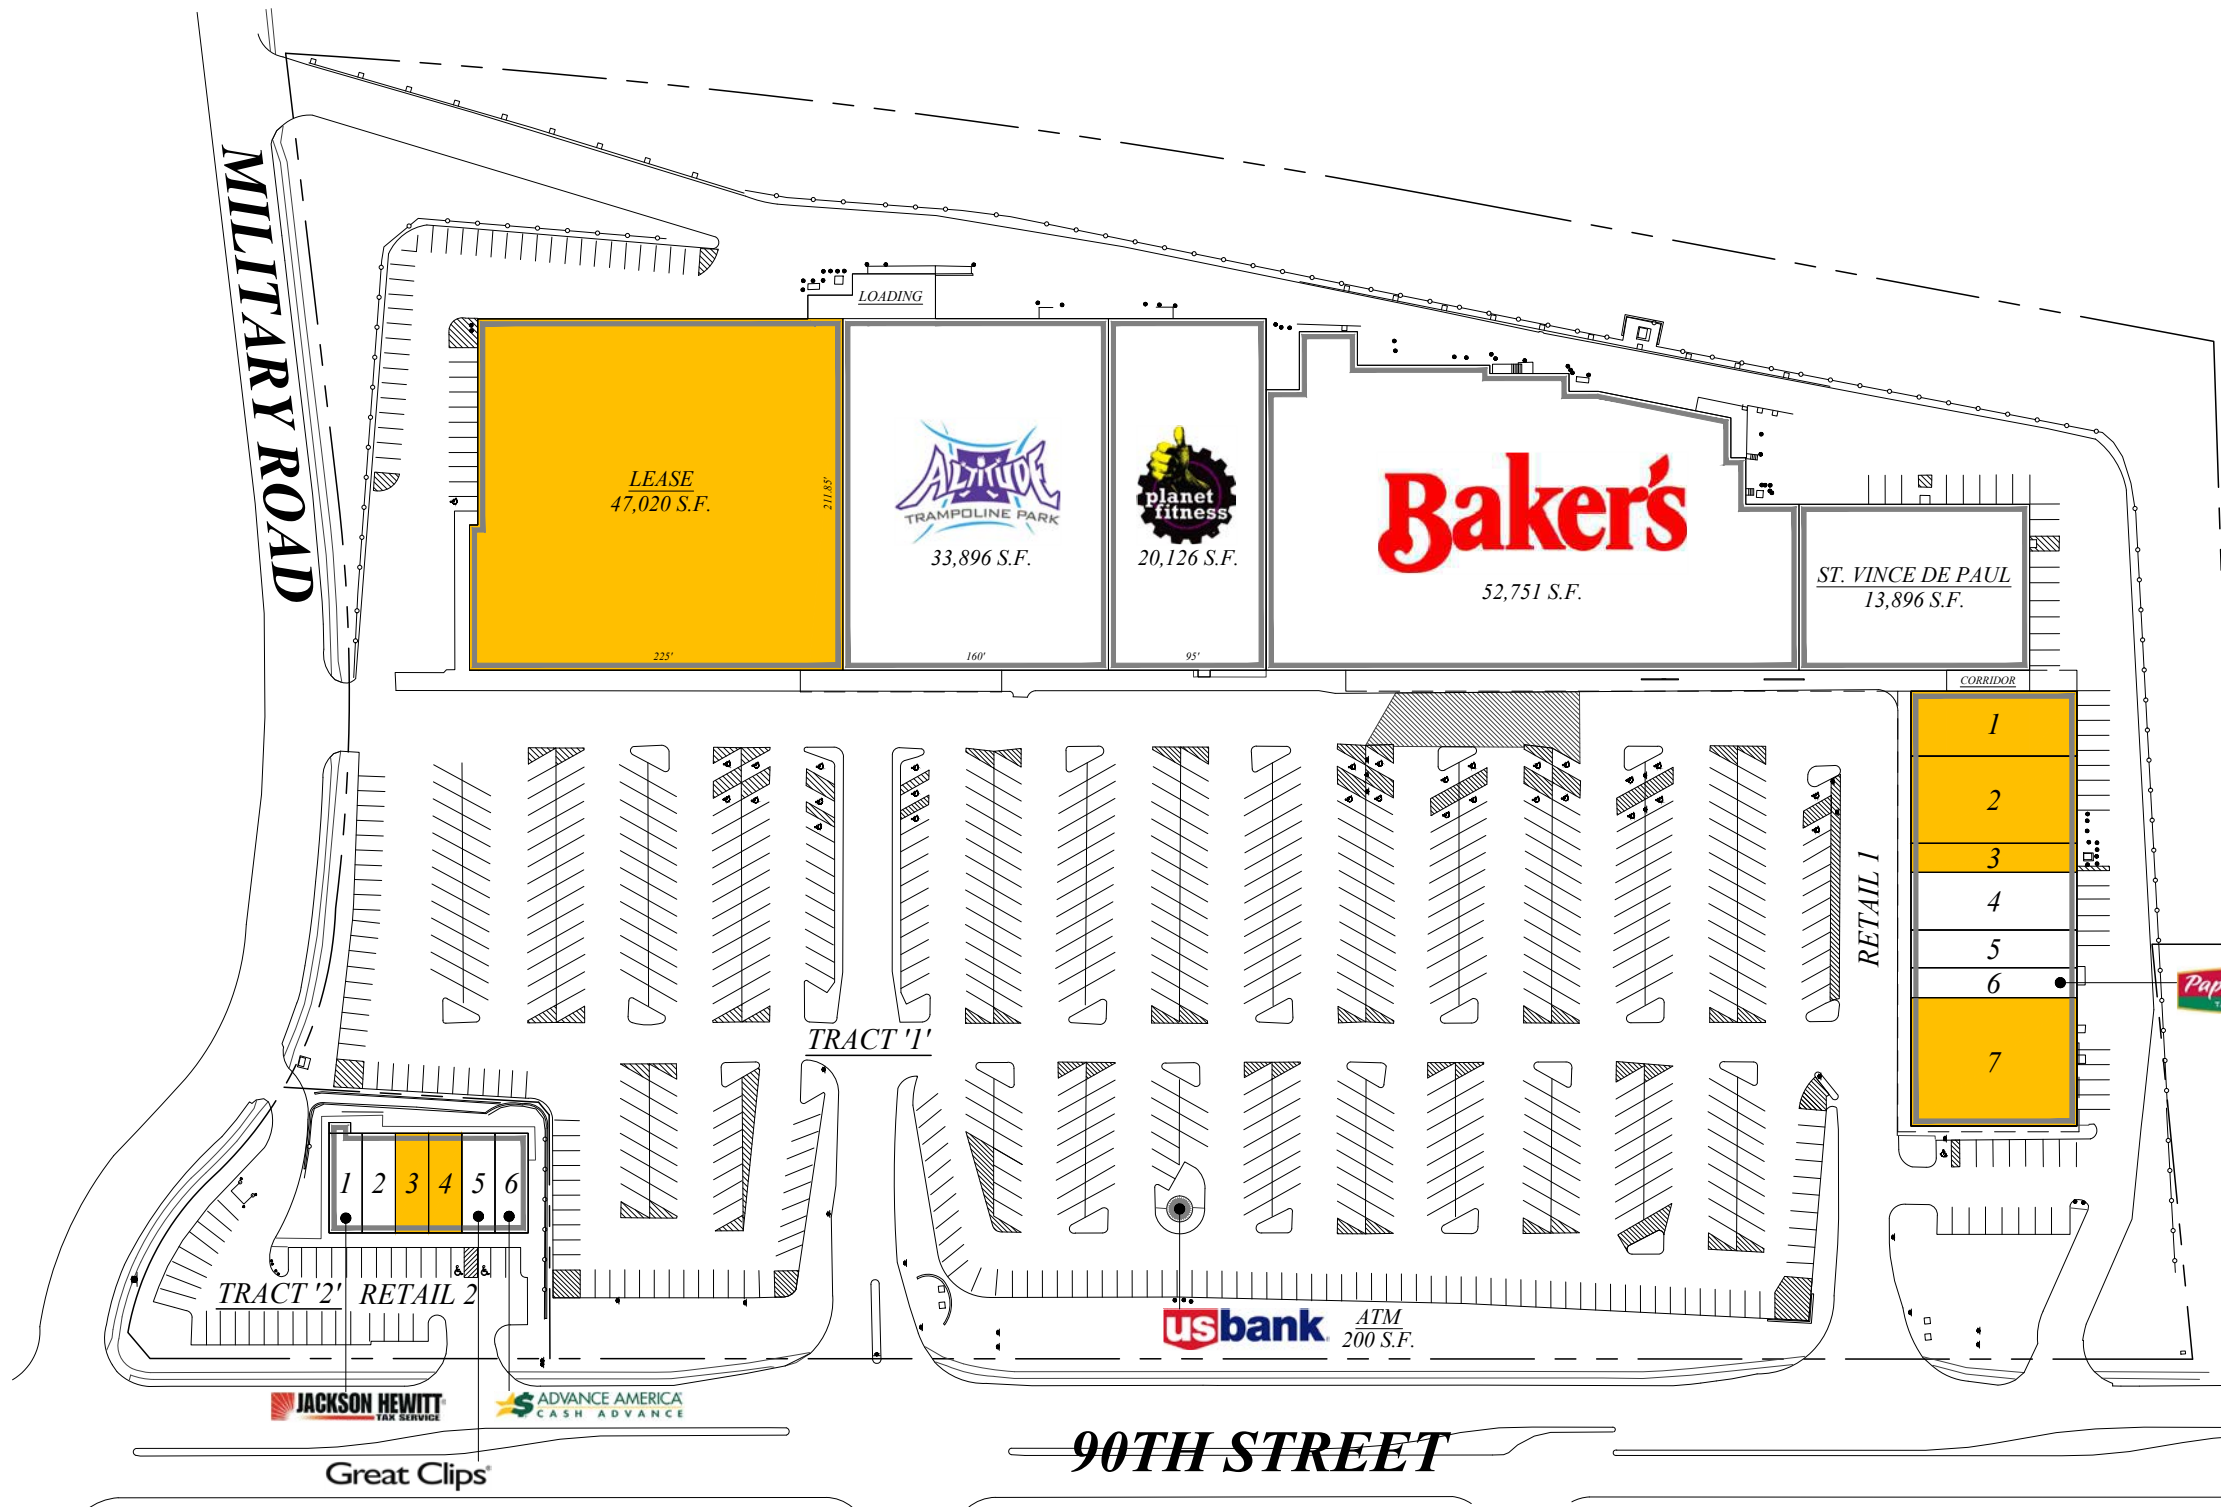 MILITARY ROAD
LOADING
LEASE
47,020 S.F.
211.85'
225'
ALTITUDE
TRAMPOLINE PARK
33,896 S.F.
160'
planet
fitness
20,126 S.F.
95'
Baker's
52,751 S.F.
ST. VINCE DE PAUL
13,896 S.F.
CORRIDOR
RETAIL 1
1
2
3
4
5
6
7
Pap
TRACT '1'
1 2 3 4 5 6
TRACT '2' RETAIL 2
usbank
ATM
200 S.F.
JACKSON HEWITT
TAX SERVICE
ADVANCE AMERICA
CASH ADVANCE
Great Clips
90TH STREET